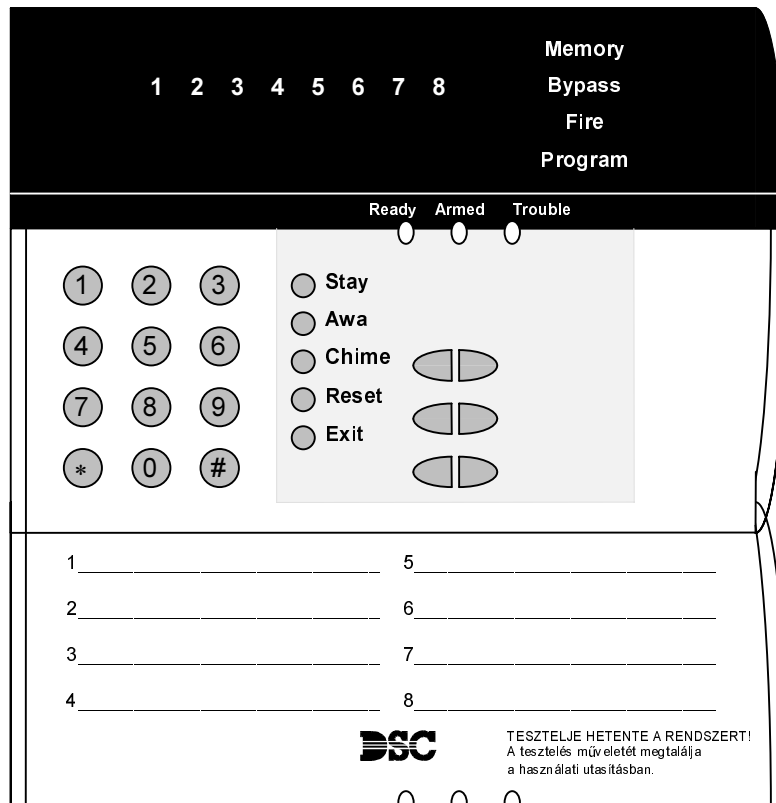 Memory
1 2 3 4 5 6 7 8 Bypass
Fire
Program
Ready Armed Trouble
1 2 3 Stay
Awa
4 5 6 Chime
7 8 9 Reset
Exit
* 0 #
1 5
2 6
3 7
4 8
DSC TESZTELJE HETENTE A RENDSZERT!
A tesztelés műveletét megtalálja
a használati utasításban.